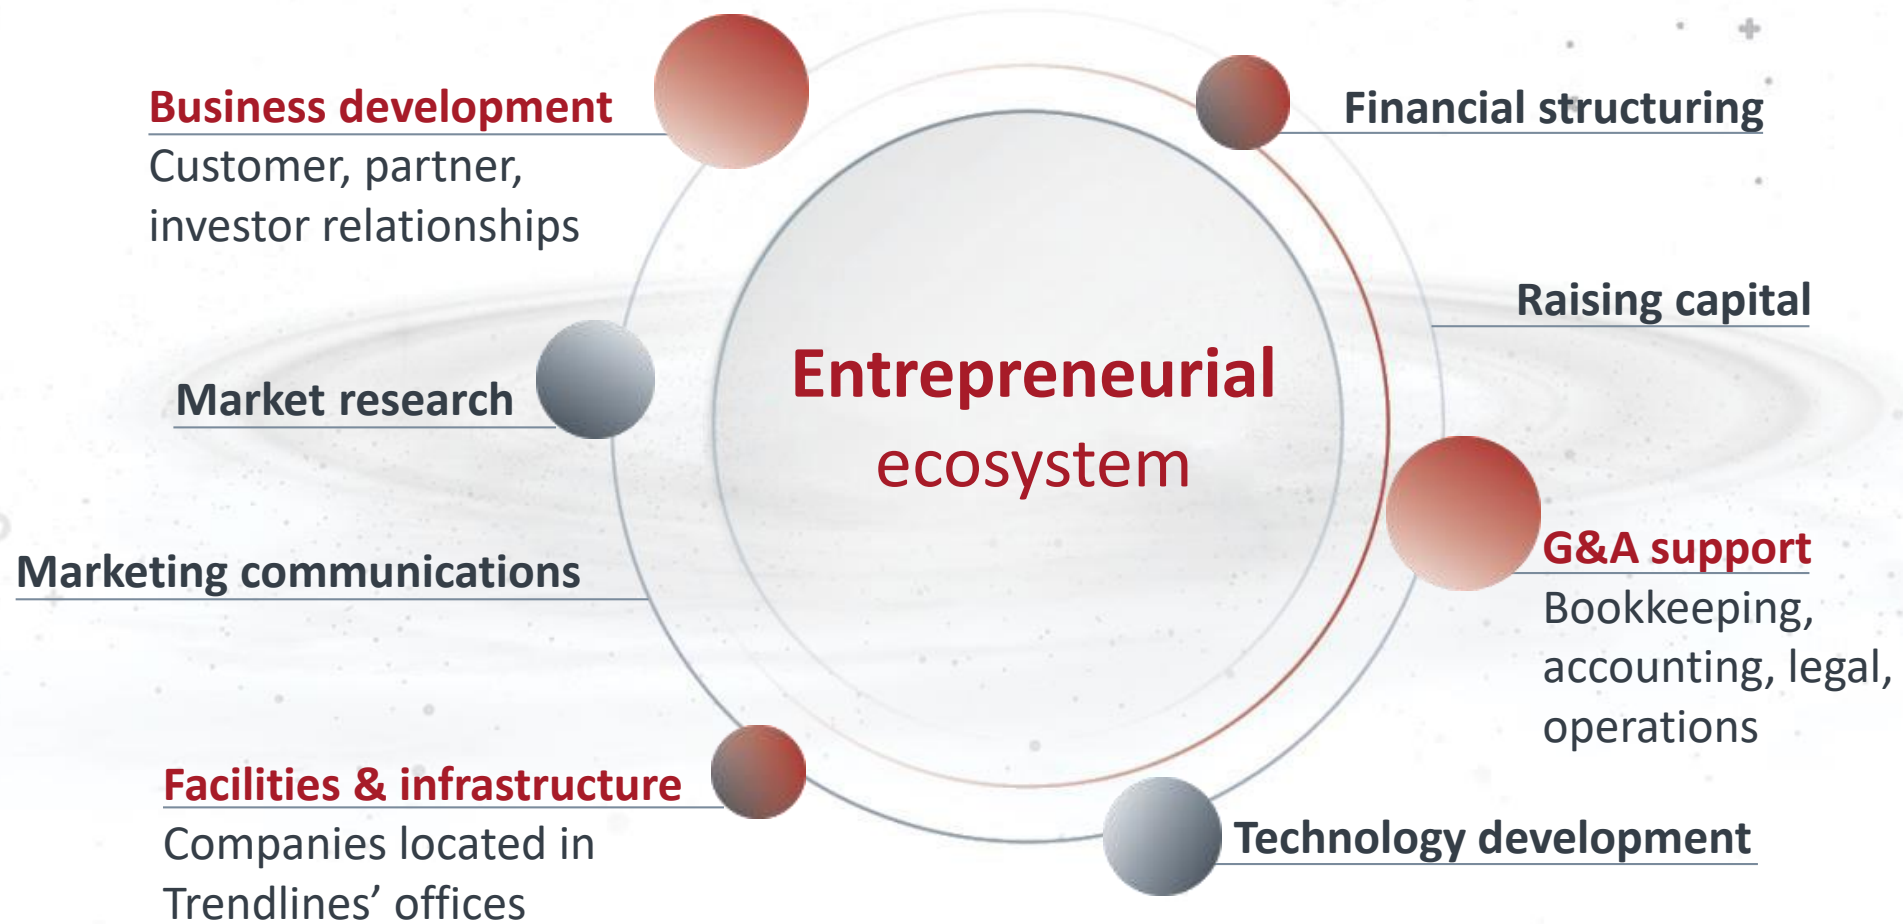 Business development
Customer, partner,
investor relationships
Market research
Marketing communications
Facilities & infrastructure
Companies located in
Trendlines’ offices
Entrepreneurial
ecosystem
Financial structuring
Raising capital
G&A support
Bookkeeping,
accounting, legal,
operations
Technology development